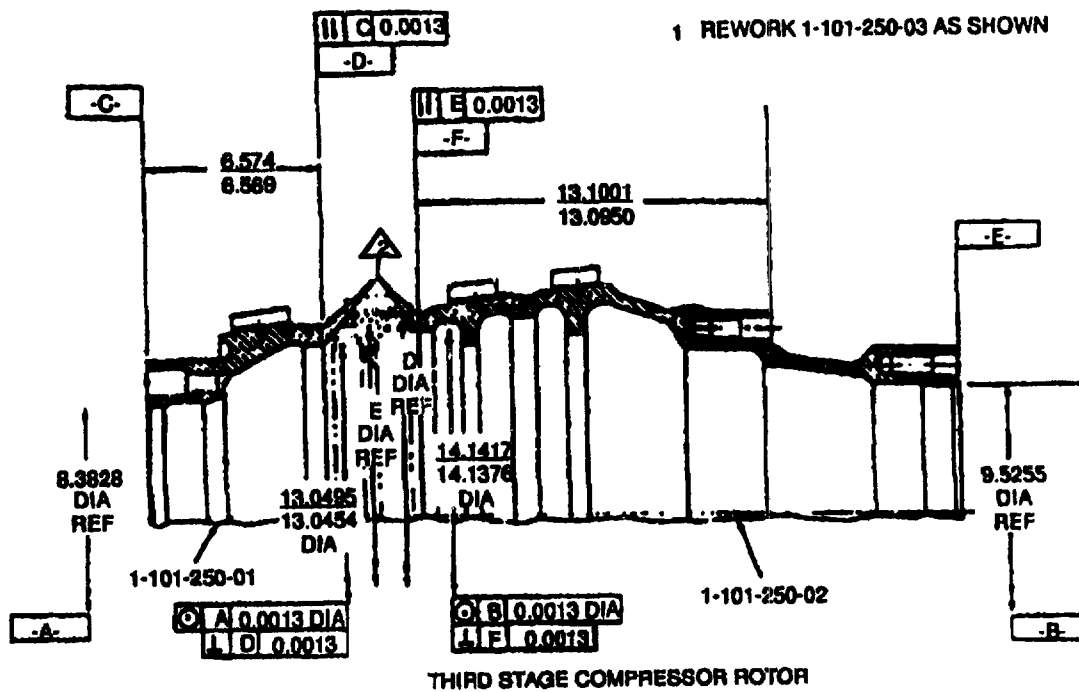 || C 0.0013
-D-
1 REWORK 1-101-250-03 AS SHOWN
-C-
|| E 0.0013
-F-
6.574
6.569
13.1001
13.0950
-E-
D
DIA
REF
E
DIA
REF
8.3828
DIA
REF
13.0495
13.0454
DIA
14.1417
14.1376
DIA
9.5255
DIA
REF
1-101-250-01
1-101-250-02
-A-
◎ A 0.0013 DIA
⊥ D 0.0013
◎ B 0.0013 DIA
⊥ F 0.0013
-B-
THIRD STAGE COMPRESSOR ROTOR